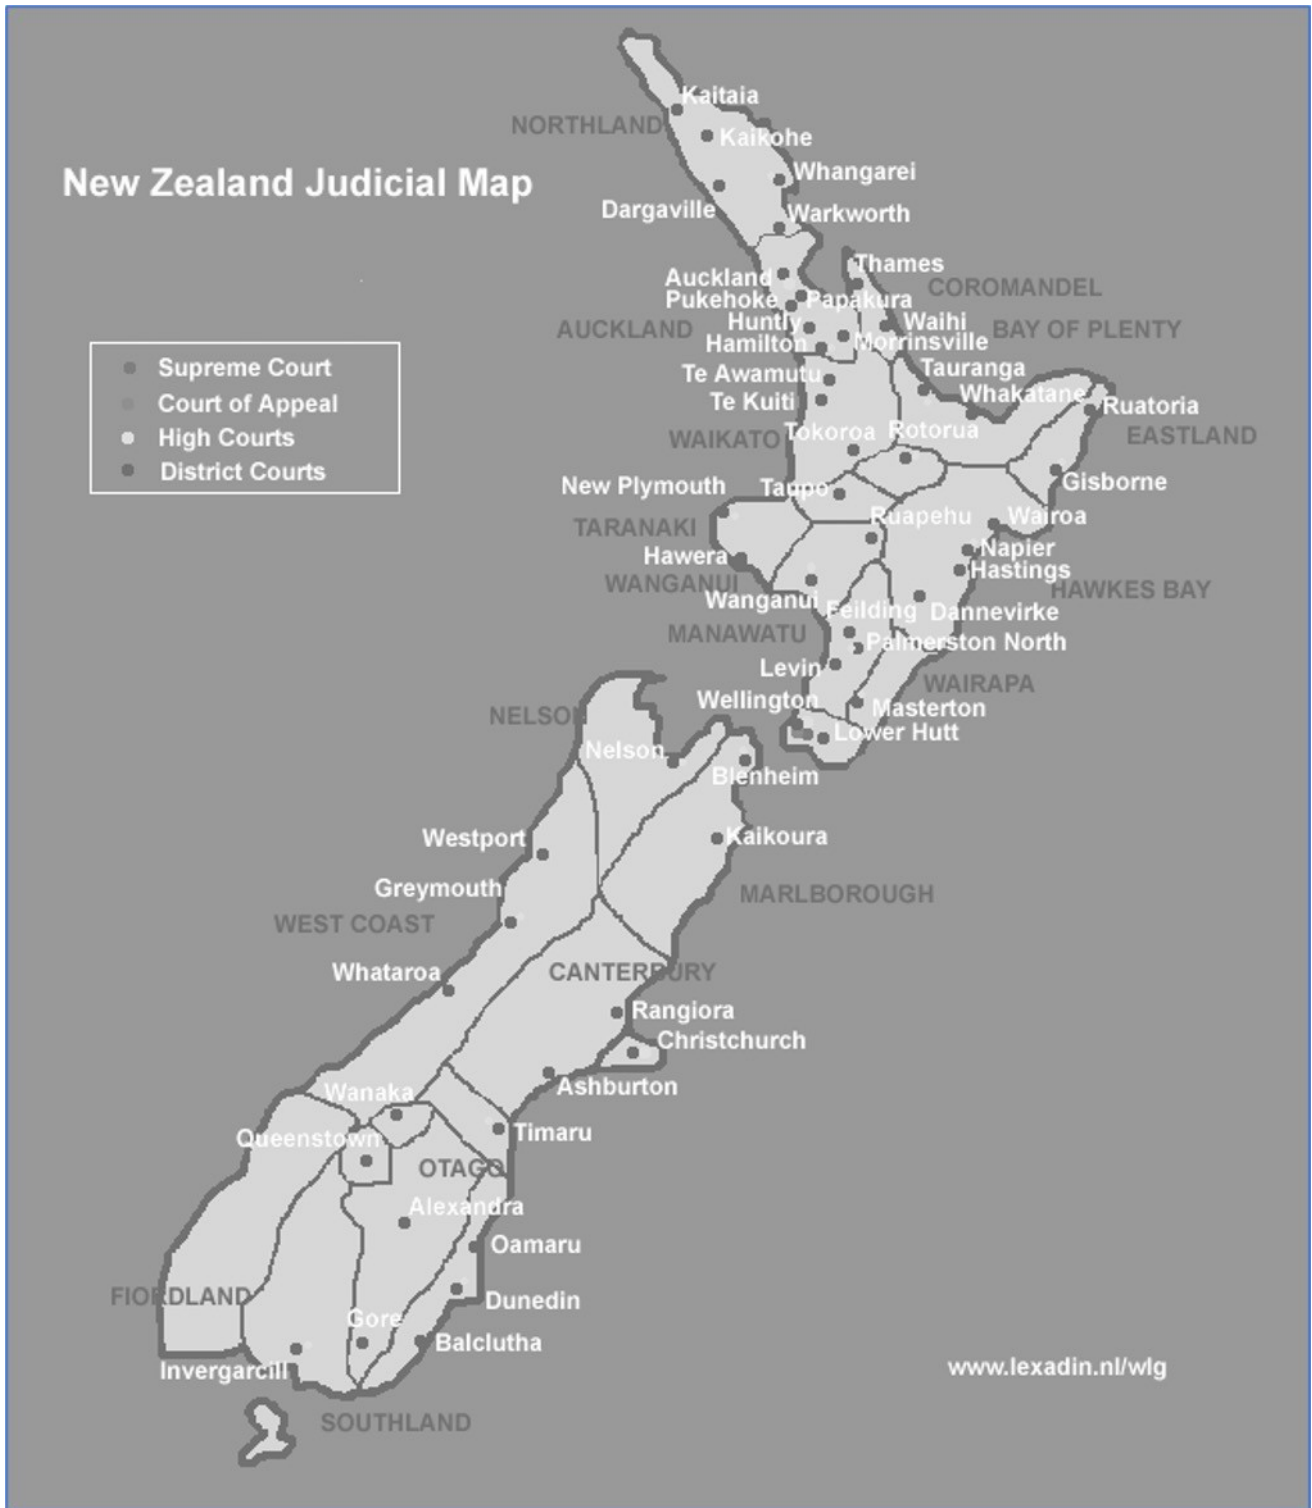 Kaitaia
NORTHLAND
Kaikohe
Whangarei
New Zealand Judicial Map
Dargaville
Warkworth
Thames
Auckland
COROMANDEL
Pukehoke
Papakura
Huntly
Waihi
AUCKLAND
BAY OF PLENTY
Hamilton
Morrinsville
Supreme Court
Tauranga
Te Awamutu
Whakatane
Court of Appeal
Te Kuiti
Ruatoria
High Courts
Tokoroa
Rotorua
WAIKATO
EASTLAND
District Courts
Gisborne
New Plymouth
Taupo
Ruapehu
Wairoa
TARANAKI
Napier
Hawera
Hastings
WANGANUI
HAWKES BAY
Wanganui
Feilding
Dannevirke
MANAWATU
Palmerston North
Levin
WAIRAPA
Wellington
Masterton
NELSON
Lower Hutt
Nelson
Blenheim
Westport
Kaikoura
Greymouth
MARLBOROUGH
WEST COAST
Whataroa
CANTERBURY
Rangiora
Christchurch
Ashburton
Wanaka
Timaru
Queenstown
OTAGO
Alexandra
Oamaru
FIORDLAND
Dunedin
Gore
Balclutha
Invergarcill
www.lexadin.nl/wlg
SOUTHLAND